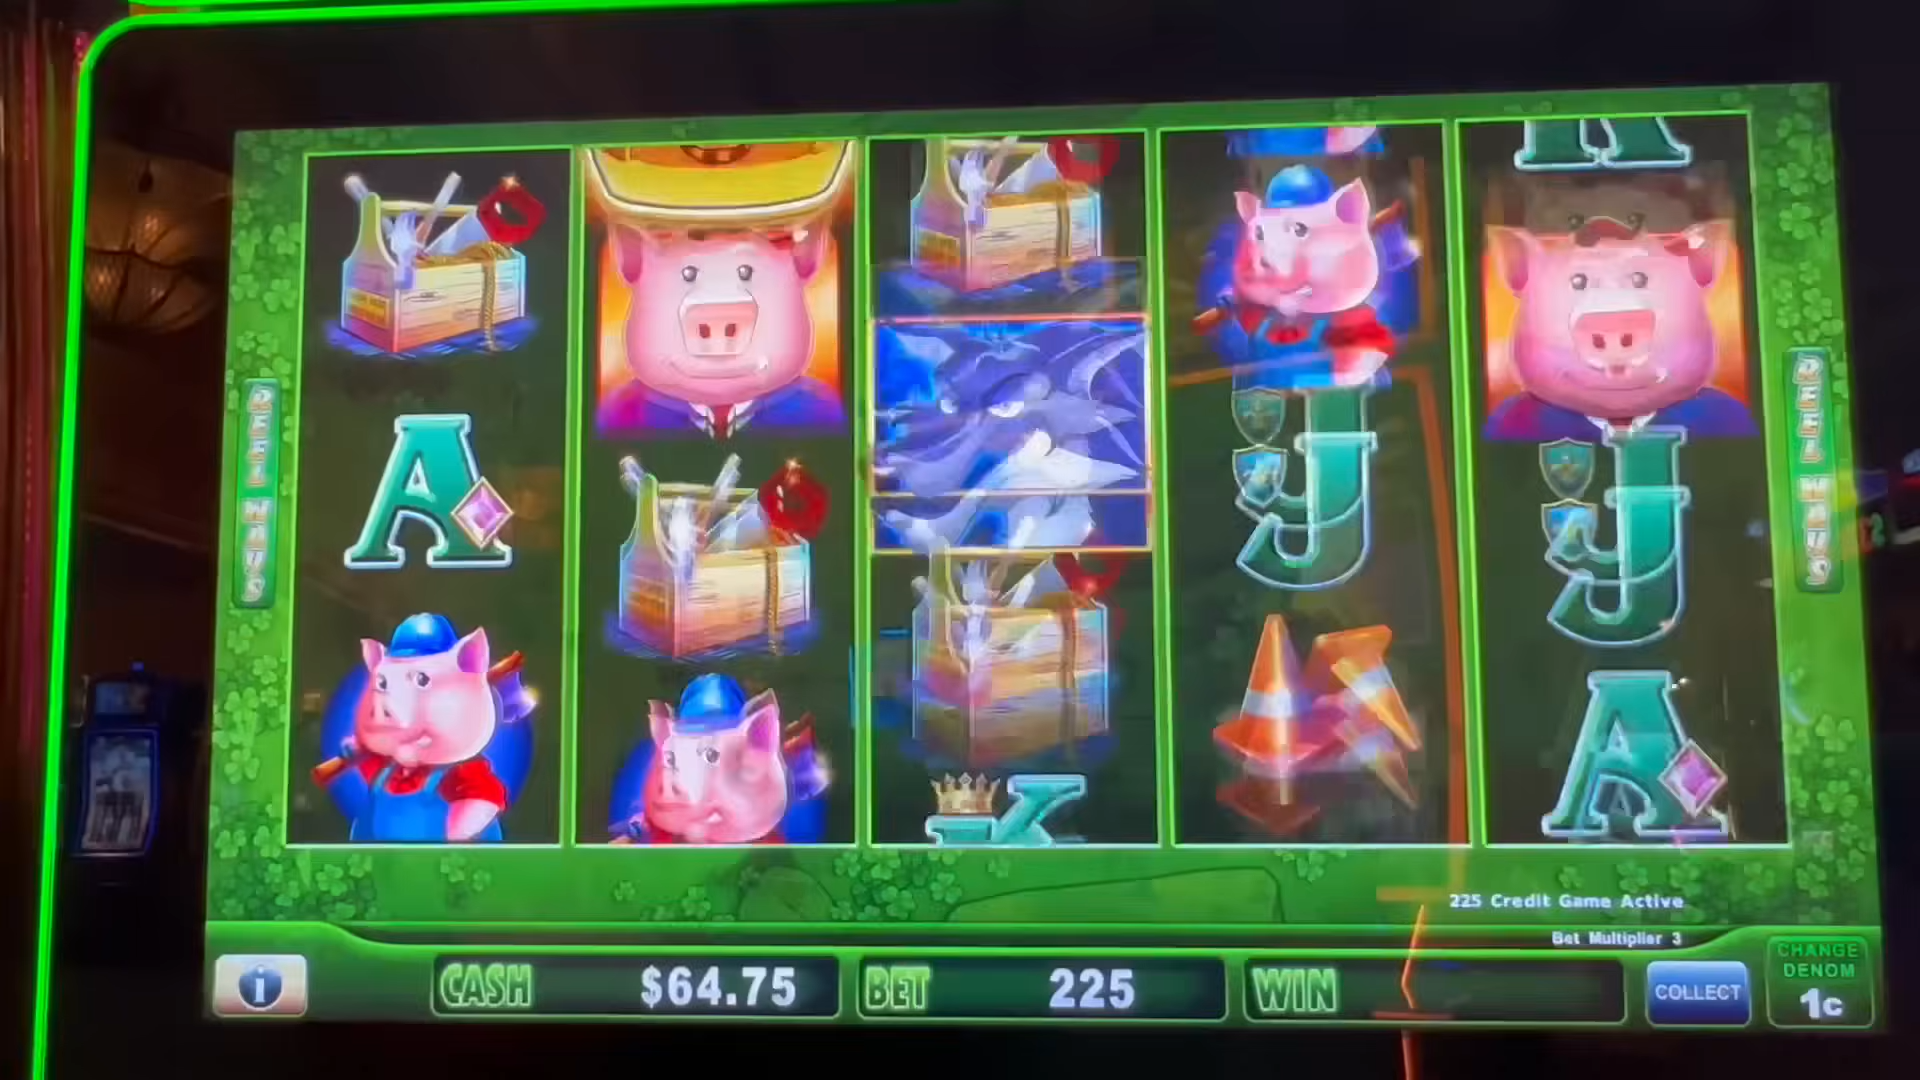 REEL WAYS
REEL WAYS
225 Credit Game Active
Bet Multiplier 3
CASH $64.75
BET 225
WIN
COLLECT
CHANGE
DENOM
1c
A
J
J
A
K
i